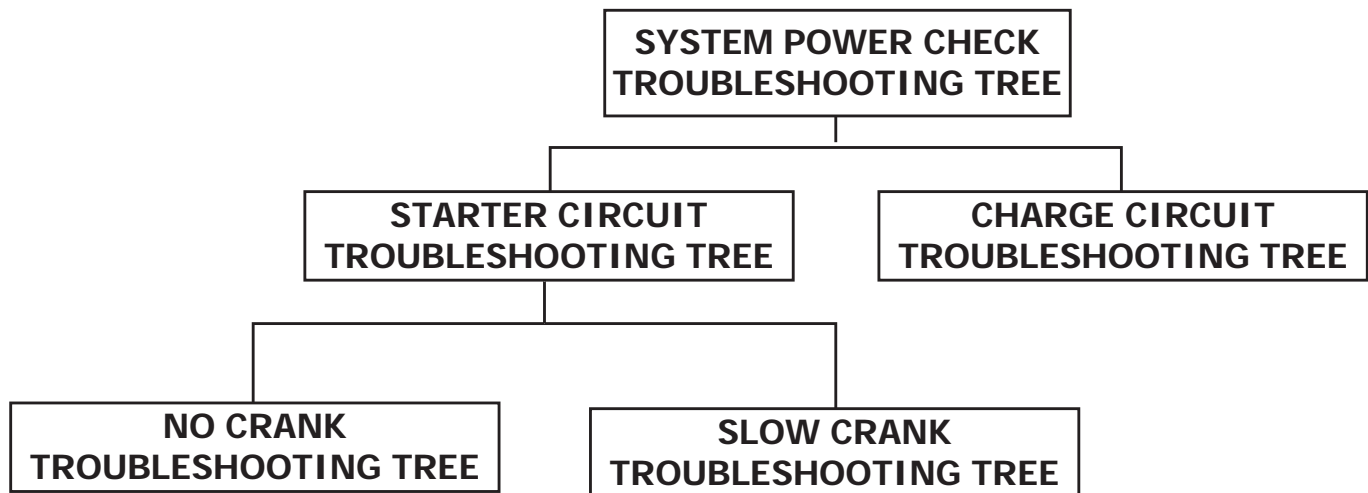 SYSTEM POWER CHECK
TROUBLESHOOTING TREE
STARTER CIRCUIT
TROUBLESHOOTING TREE
CHARGE CIRCUIT
TROUBLESHOOTING TREE
NO CRANK
TROUBLESHOOTING TREE
SLOW CRANK
TROUBLESHOOTING TREE